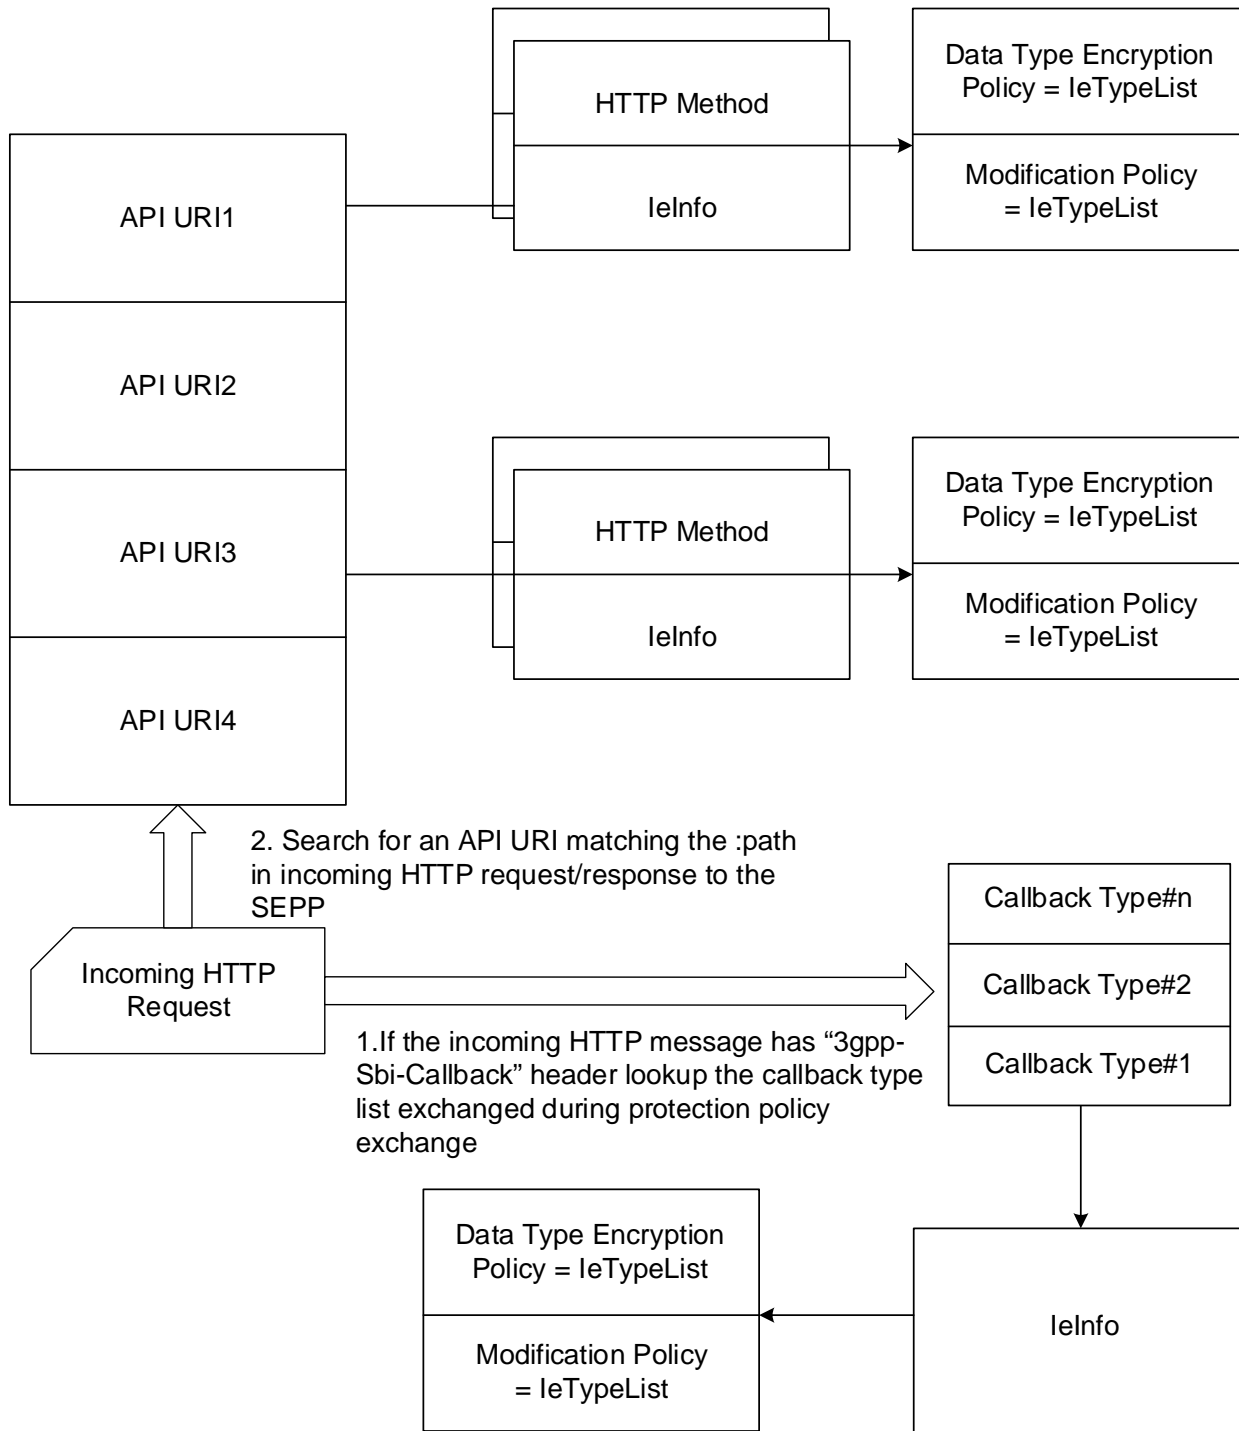 HTTP Method
IeInfo
Data Type Encryption
Policy = IeTypeList
Modification Policy
= IeTypeList
API URI1
API URI2
API URI3
API URI4
HTTP Method
IeInfo
Data Type Encryption
Policy = IeTypeList
Modification Policy
= IeTypeList
2. Search for an API URI matching the :path
in incoming HTTP request/response to the
SEPP
Incoming HTTP
Request
Callback Type#n
Callback Type#2
Callback Type#1
1.If the incoming HTTP message has “3gpp-
Sbi-Callback” header lookup the callback type
list exchanged during protection policy
exchange
Data Type Encryption
Policy = IeTypeList
Modification Policy
= IeTypeList
IeInfo